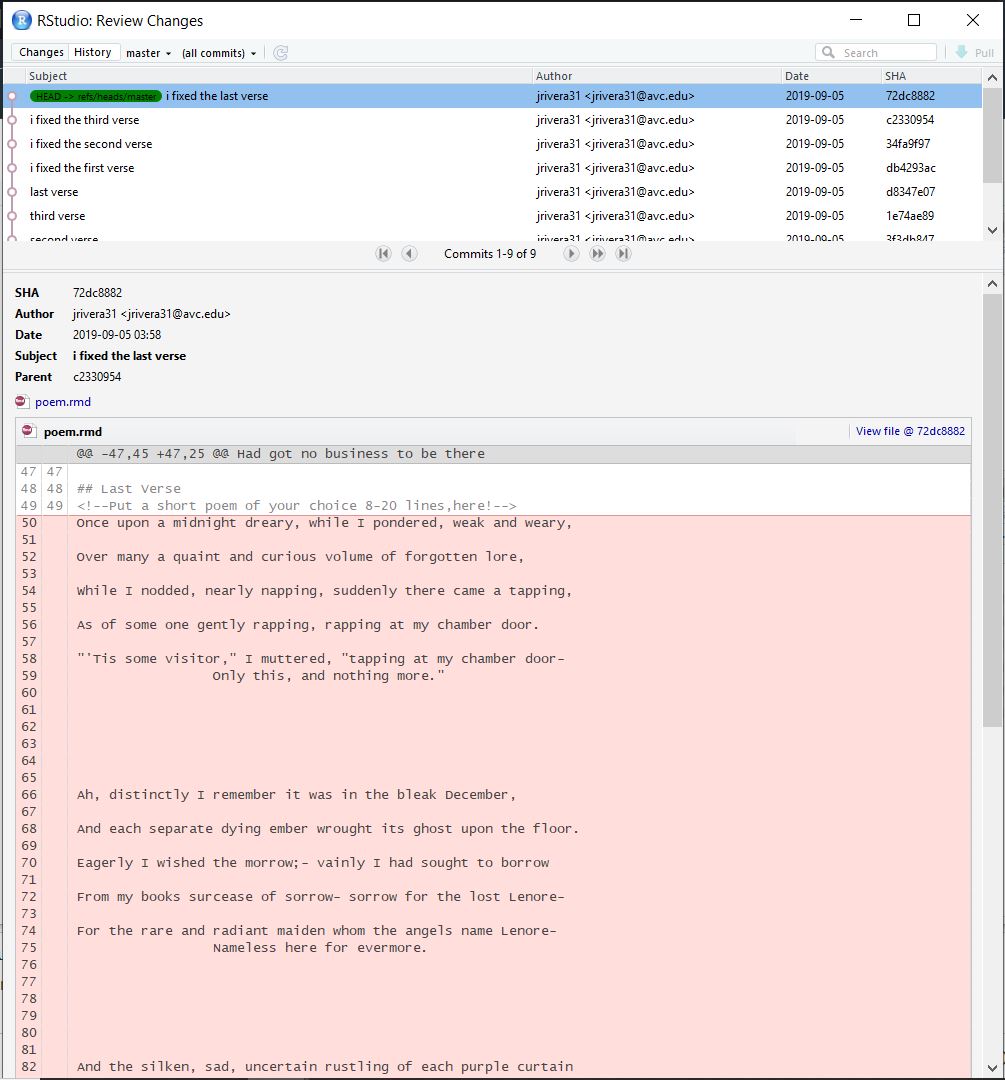 RStudio: Review Changes
Changes History master (all commits) Search Pull
Subject Author Date SHA
HEAD -> refs/heads/master i fixed the last verse jrivera31 <jrivera31@avc.edu> 2019-09-05 72dc8882
i fixed the third verse jrivera31 <jrivera31@avc.edu> 2019-09-05 c2330954
i fixed the second verse jrivera31 <jrivera31@avc.edu> 2019-09-05 34fa9f97
i fixed the first verse jrivera31 <jrivera31@avc.edu> 2019-09-05 db4293ac
last verse jrivera31 <jrivera31@avc.edu> 2019-09-05 d8347e07
third verse jrivera31 <jrivera31@avc.edu> 2019-09-05 1e74ae89
second verse jrivera31 <jrivera31@avc.edu> 2019-09-05 3f3db847
Commits 1-9 of 9
SHA 72dc8882
Author jrivera31 <jrivera31@avc.edu>
Date 2019-09-05 03:58
Subject i fixed the last verse
Parent c2330954
poem.rmd
poem.rmd View file @ 72dc8882
@@ -47,45 +47,25 @@ Had got no business to be there
47 47
48 48 ## Last Verse
49 49 <!--Put a short poem of your choice 8-20 lines,here!-->
50 Once upon a midnight dreary, while I pondered, weak and weary,
51
52 Over many a quaint and curious volume of forgotten lore,
53
54 While I nodded, nearly napping, suddenly there came a tapping,
55
56 As of some one gently rapping, rapping at my chamber door.
57
58 "'Tis some visitor," I muttered, "tapping at my chamber door-
59 Only this, and nothing more."
60
61
62
63
64
65
66 Ah, distinctly I remember it was in the bleak December,
67
68 And each separate dying ember wrought its ghost upon the floor.
69
70 Eagerly I wished the morrow;- vainly I had sought to borrow
71
72 From my books surcease of sorrow- sorrow for the lost Lenore-
73
74 For the rare and radiant maiden whom the angels name Lenore-
75 Nameless here for evermore.
76
77
78
79
80
81
82 And the silken, sad, uncertain rustling of each purple curtain